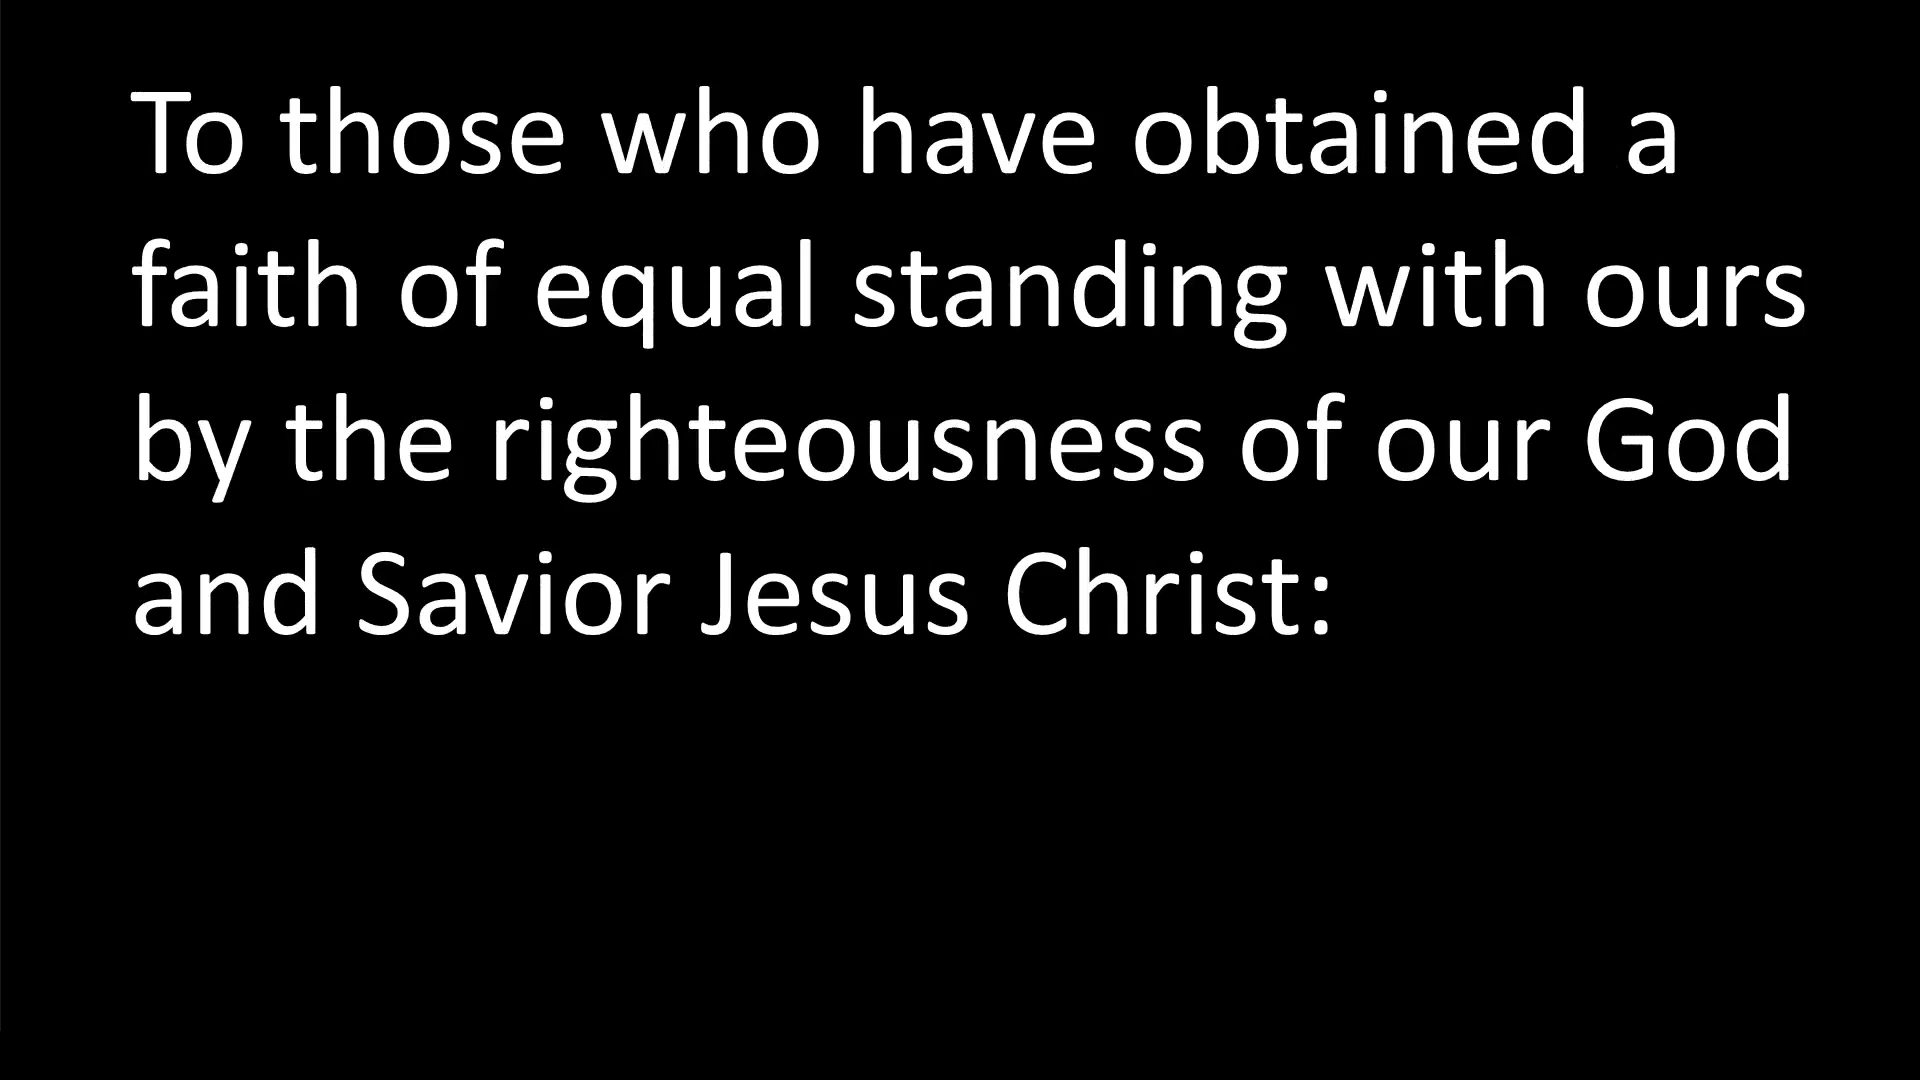 To those who have obtained a
faith of equal standing with ours
by the righteousness of our God
and Savior Jesus Christ: